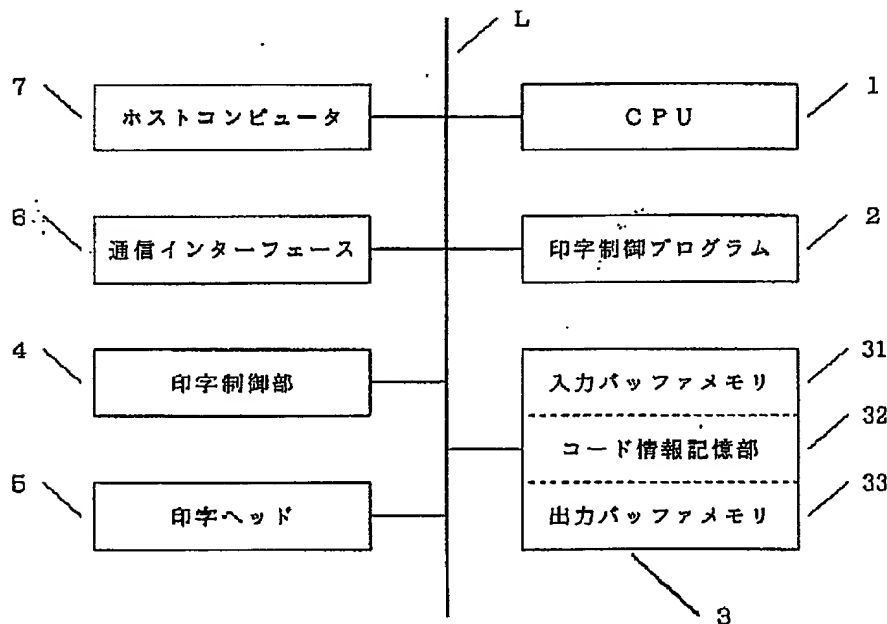 L
7
ホストコンピュータ
CPU
1
6
通信インターフェース
印字制御プログラム
2
4
印字制御部
入力バッファメモリ
31
コード情報記憶部
32
5
印字ヘッド
出力バッファメモリ
33
3